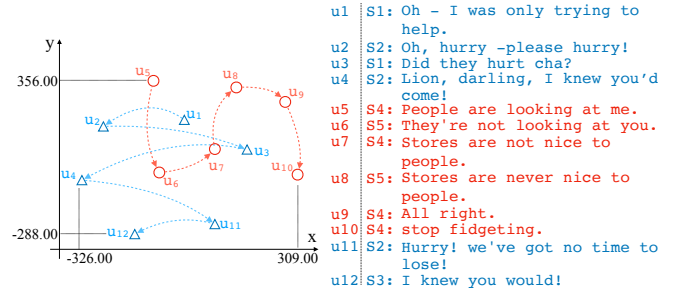 y
356.00
-288.00
-326.00
309.00
x
u5
u8
u9
u2
u1
u3
u7
u10
u4
u6
u11
u12
u1 S1: Oh - I was only trying to
help.
u2 S2: Oh, hurry -please hurry!
u3 S1: Did they hurt cha?
u4 S2: Lion, darling, I knew you'd
come!
u5 S4: People are looking at me.
u6 S5: They're not looking at you.
u7 S4: Stores are not nice to
people.
u8 S5: Stores are never nice to
people.
u9 S4: All right.
u10 S4: stop fidgeting.
u11 S2: Hurry! we've got no time to
lose!
u12 S3: I knew you would!